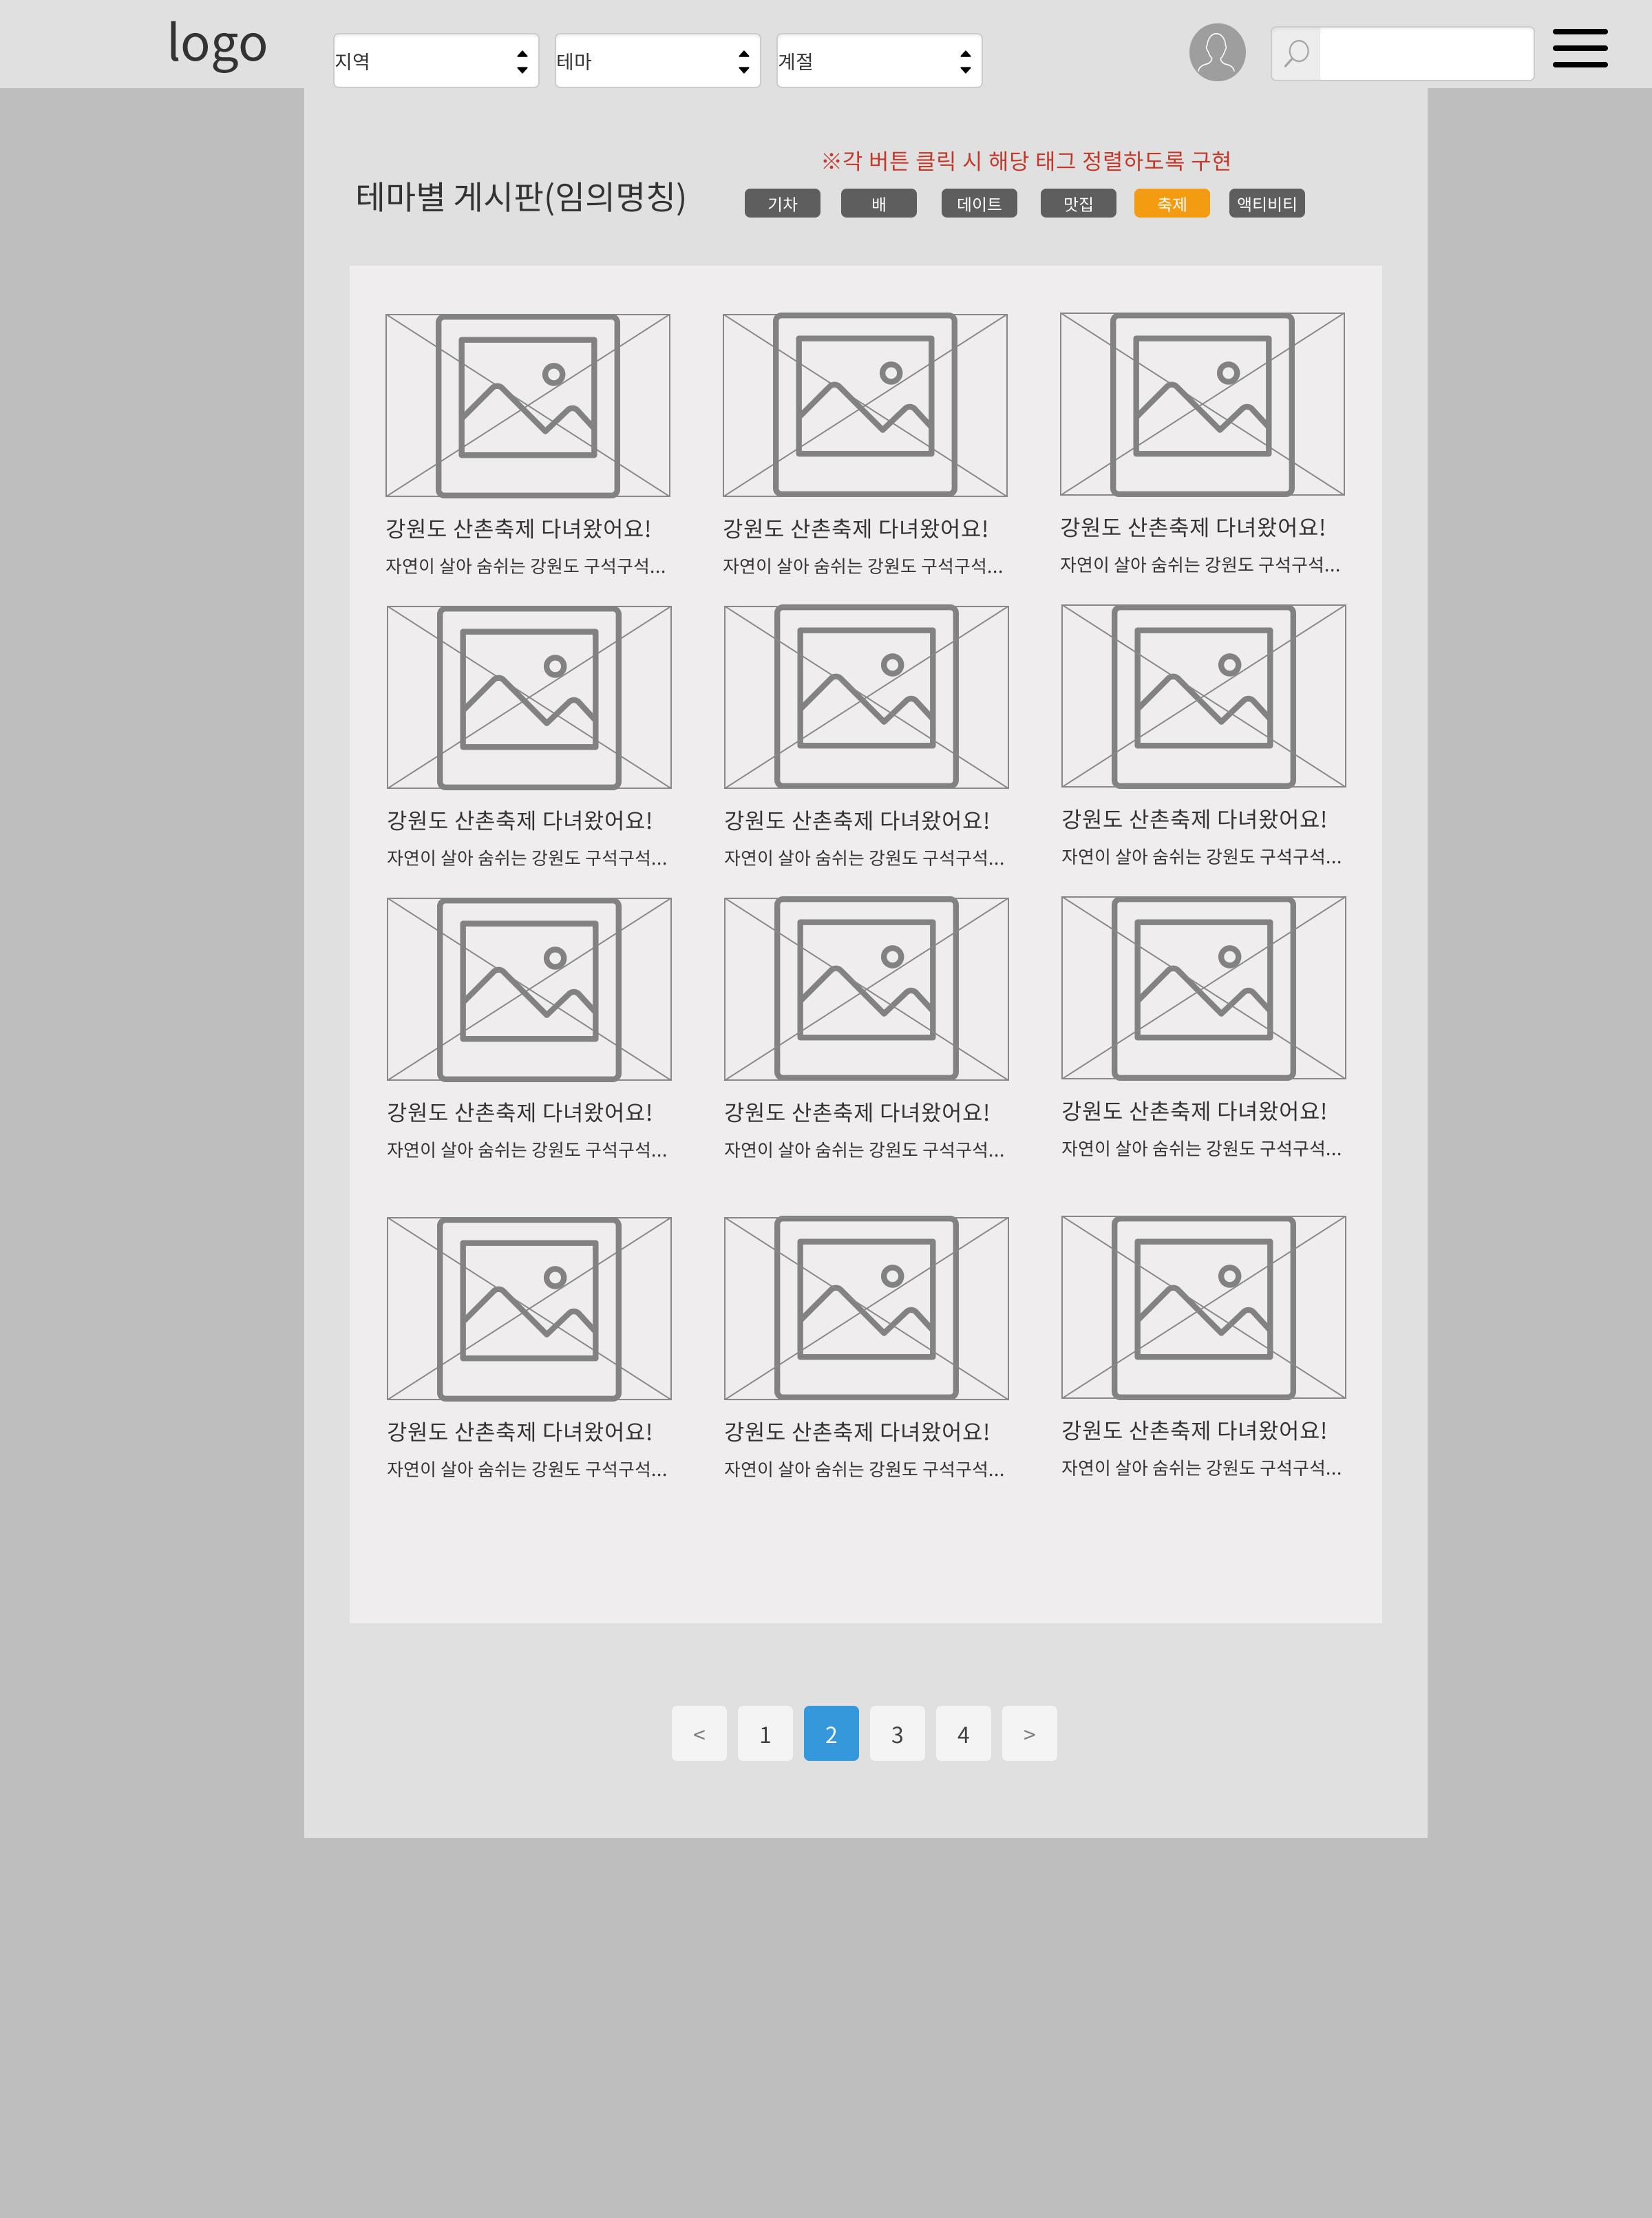 logo
지역
테마
계절
※각 버튼 클릭 시 해당 태그 정렬하도록 구현
테마별 게시판(임의명칭)
기차
배
데이트
맛집
축제
액티비티
강원도 산촌축제 다녀왔어요!
강원도 산촌축제 다녀왔어요!
강원도 산촌축제 다녀왔어요!
자연이 살아 숨쉬는 강원도 구석구석...
자연이 살아 숨쉬는 강원도 구석구석...
자연이 살아 숨쉬는 강원도 구석구석...
강원도 산촌축제 다녀왔어요!
강원도 산촌축제 다녀왔어요!
강원도 산촌축제 다녀왔어요!
자연이 살아 숨쉬는 강원도 구석구석...
자연이 살아 숨쉬는 강원도 구석구석...
자연이 살아 숨쉬는 강원도 구석구석...
강원도 산촌축제 다녀왔어요!
강원도 산촌축제 다녀왔어요!
강원도 산촌축제 다녀왔어요!
자연이 살아 숨쉬는 강원도 구석구석...
자연이 살아 숨쉬는 강원도 구석구석...
자연이 살아 숨쉬는 강원도 구석구석...
강원도 산촌축제 다녀왔어요!
강원도 산촌축제 다녀왔어요!
강원도 산촌축제 다녀왔어요!
자연이 살아 숨쉬는 강원도 구석구석...
자연이 살아 숨쉬는 강원도 구석구석...
자연이 살아 숨쉬는 강원도 구석구석...
< 1 2 3 4 >